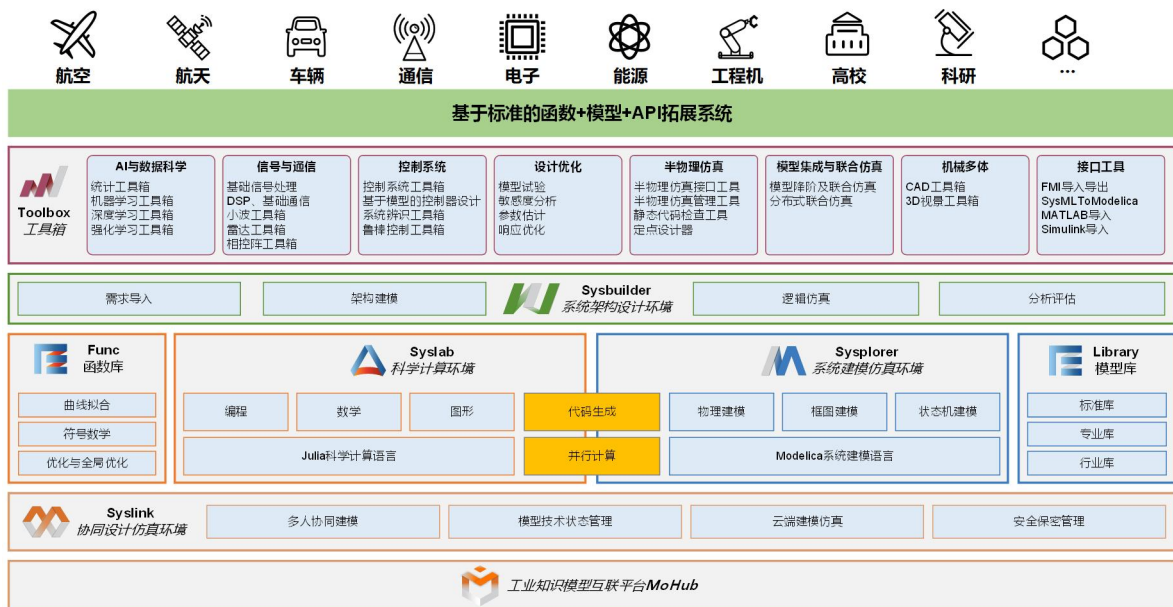 航空
航天
车辆
通信
电子
能源
工程机
高校
科研
...
基于标准的函数+模型+API拓展系统
Toolbox
工具箱
AI与数据科学
统计工具箱
机器学习工具箱
深度学习工具箱
强化学习工具箱
信号与通信
基础信号处理
DSP、基础通信
小波工具箱
雷达工具箱
相控阵工具箱
控制系统
控制系统工具箱
基于模型的控制器设计
系统辨识工具箱
鲁棒控制工具箱
设计优化
模型试验
敏感度分析
参数估计
响应优化
半物理仿真
半物理仿真接口工具
半物理仿真管理工具
静态代码检查工具
定点设计器
模型集成与联合仿真
模型降阶及联合仿真
分布式联合仿真
机械多体
CAD工具箱
3D视景工具箱
接口工具
FMI导入导出
SysMLToModelica
MATLAB导入
Simulink导入
需求导入
架构建模
Sysbuilder
系统架构设计环境
逻辑仿真
分析评估
Func
函数库
曲线拟合
符号数学
优化与全局优化
Syslab
科学计算环境
编程
数学
图形
代码生成
Julia科学计算语言
并行计算
Sysplorer
系统建模仿真环境
物理建模
框图建模
状态机建模
Modelica系统建模语言
Library
模型库
标准库
专业库
行业库
Syslink
协同设计仿真环境
多人协同建模
模型技术状态管理
云端建模仿真
安全保密管理
工业知识模型互联平台MoHub